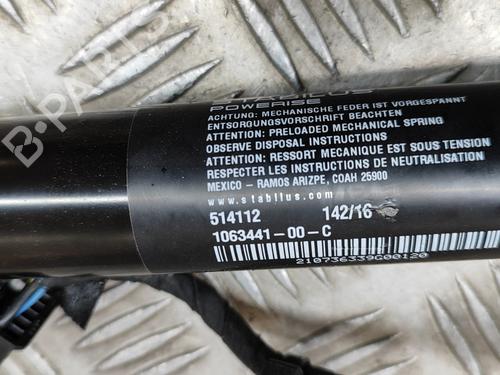 STABILUS
POWERISE
ACHTUNG: MECHANISCHE FEDER IST VORGESPANNT
ENTSORGUNGSVORSCHRIFT BEACHTEN
ATTENTION: PRELOADED MECHANICAL SPRING
OBSERVE DISPOSAL INSTRUCTIONS
ATTENTION: RESSORT MECANIQUE EST SOUS TENSION
RESPECTER LES INSTRUCTIONS DE NEUTRALISATION
MEXICO - RAMOS ARIZPE, COAH 25900
www.stabilus.com
514112 142/16
1063441-00-C
210736339G00120
B-PARTS